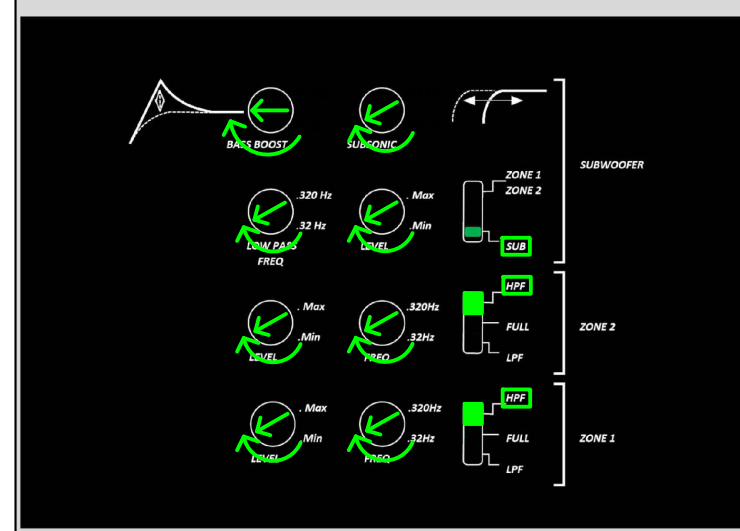 BASS BOOST
SUBSONIC
SUBWOOFER
.320 Hz
.32 Hz
LOW PASS
FREQ
. Max
.Min
LEVEL
ZONE 1
ZONE 2
SUB
. Max
.Min
LEVEL
.320Hz
.32Hz
FREQ
HPF
FULL
LPF
ZONE 2
. Max
.Min
LEVEL
.320Hz
.32Hz
FREQ
HPF
FULL
LPF
ZONE 1